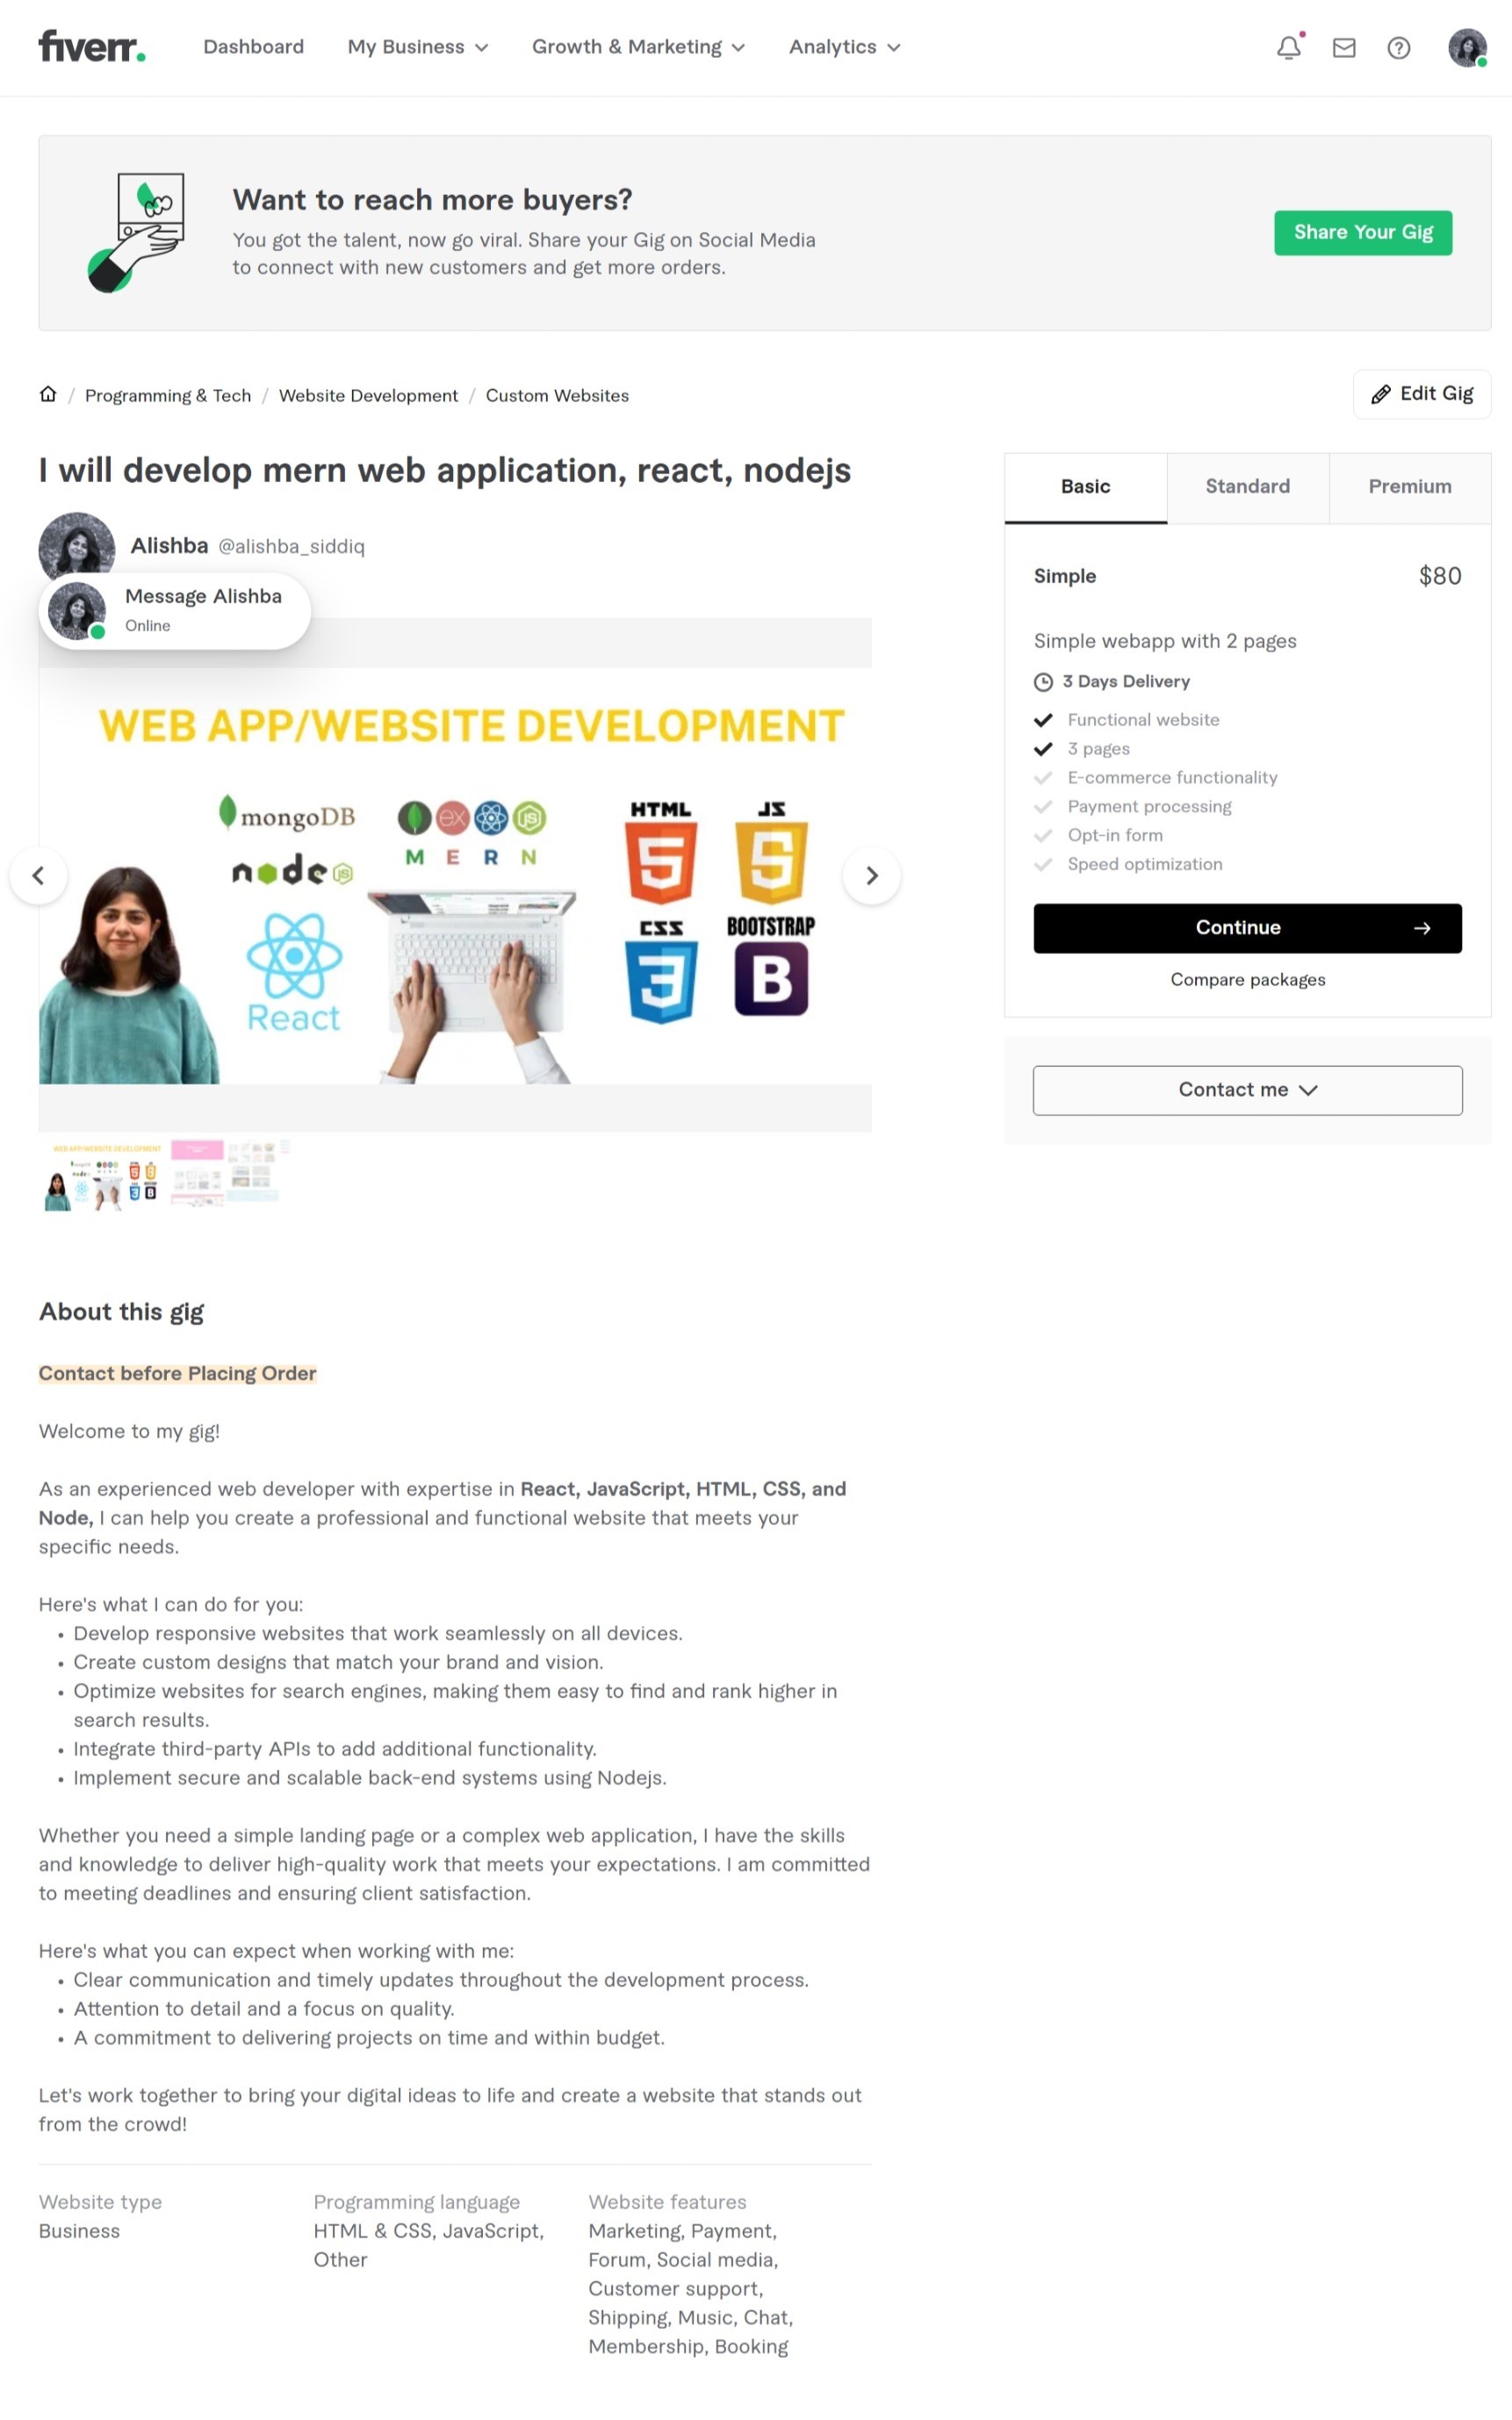 fiverr.
Dashboard
My Business
Growth & Marketing
Analytics
Want to reach more buyers?
You got the talent, now go viral. Share your Gig on Social Media
to connect with new customers and get more orders.
Share Your Gig
/ Programming & Tech / Website Development / Custom Websites
Edit Gig
I will develop mern web application, react, nodejs
Alishba @alishba_siddiq
Message Alishba
Online
WEB APP/WEBSITE DEVELOPMENT
mongoDB
node JS
EX
JS
M E R N
React
HTML
5
JS
5
CSS
3
BOOTSTRAP
B
WEB APP/WEBSITE DEVELOPMENT
Basic
Standard
Premium
Simple
$80
Simple webapp with 2 pages
3 Days Delivery
Functional website
3 pages
E-commerce functionality
Payment processing
Opt-in form
Speed optimization
Continue
Compare packages
Contact me
About this gig
Contact before Placing Order
Welcome to my gig!
As an experienced web developer with expertise in React, JavaScript, HTML, CSS, and
Node, I can help you create a professional and functional website that meets your
specific needs.
Here's what I can do for you:
• Develop responsive websites that work seamlessly on all devices.
• Create custom designs that match your brand and vision.
• Optimize websites for search engines, making them easy to find and rank higher in
search results.
• Integrate third-party APIs to add additional functionality.
• Implement secure and scalable back-end systems using Nodejs.
Whether you need a simple landing page or a complex web application, I have the skills
and knowledge to deliver high-quality work that meets your expectations. I am committed
to meeting deadlines and ensuring client satisfaction.
Here's what you can expect when working with me:
• Clear communication and timely updates throughout the development process.
• Attention to detail and a focus on quality.
• A commitment to delivering projects on time and within budget.
Let's work together to bring your digital ideas to life and create a website that stands out
from the crowd!
Website type
Business
Programming language
HTML & CSS, JavaScript,
Other
Website features
Marketing, Payment,
Forum, Social media,
Customer support,
Shipping, Music, Chat,
Membership, Booking